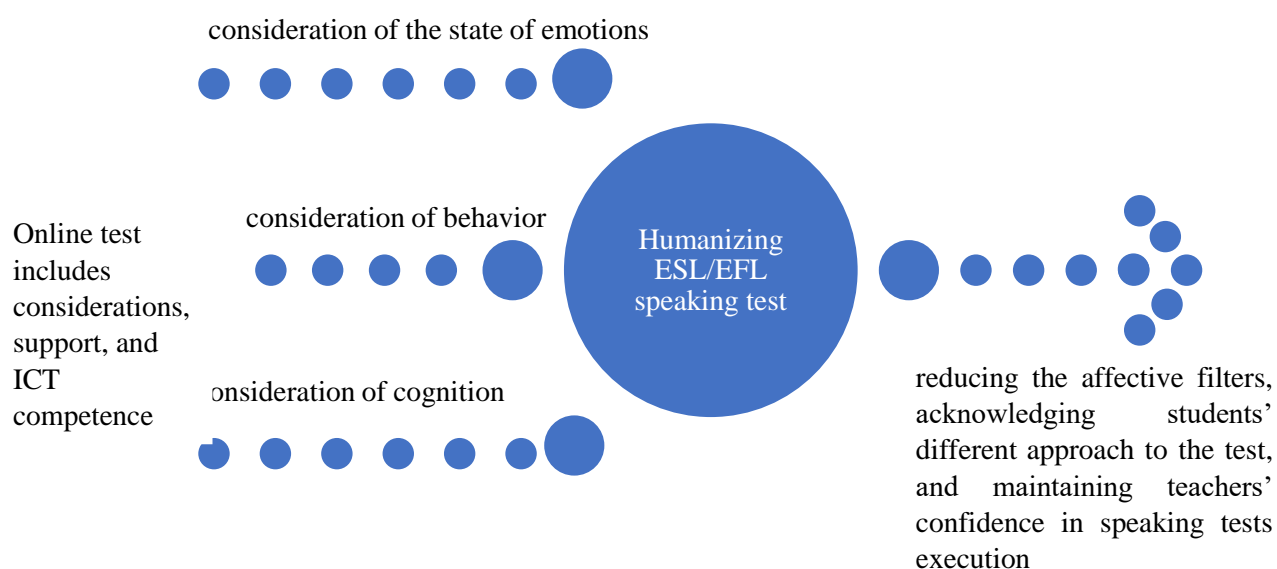 consideration of the state of emotions
consideration of behavior
Online test
includes
considerations,
support, and
ICT
competence
onsideration of cognition
Humanizing
ESL/EFL
speaking test
reducing the affective filters,
acknowledging students’
different approach to the test,
and maintaining teachers’
confidence in speaking tests
execution